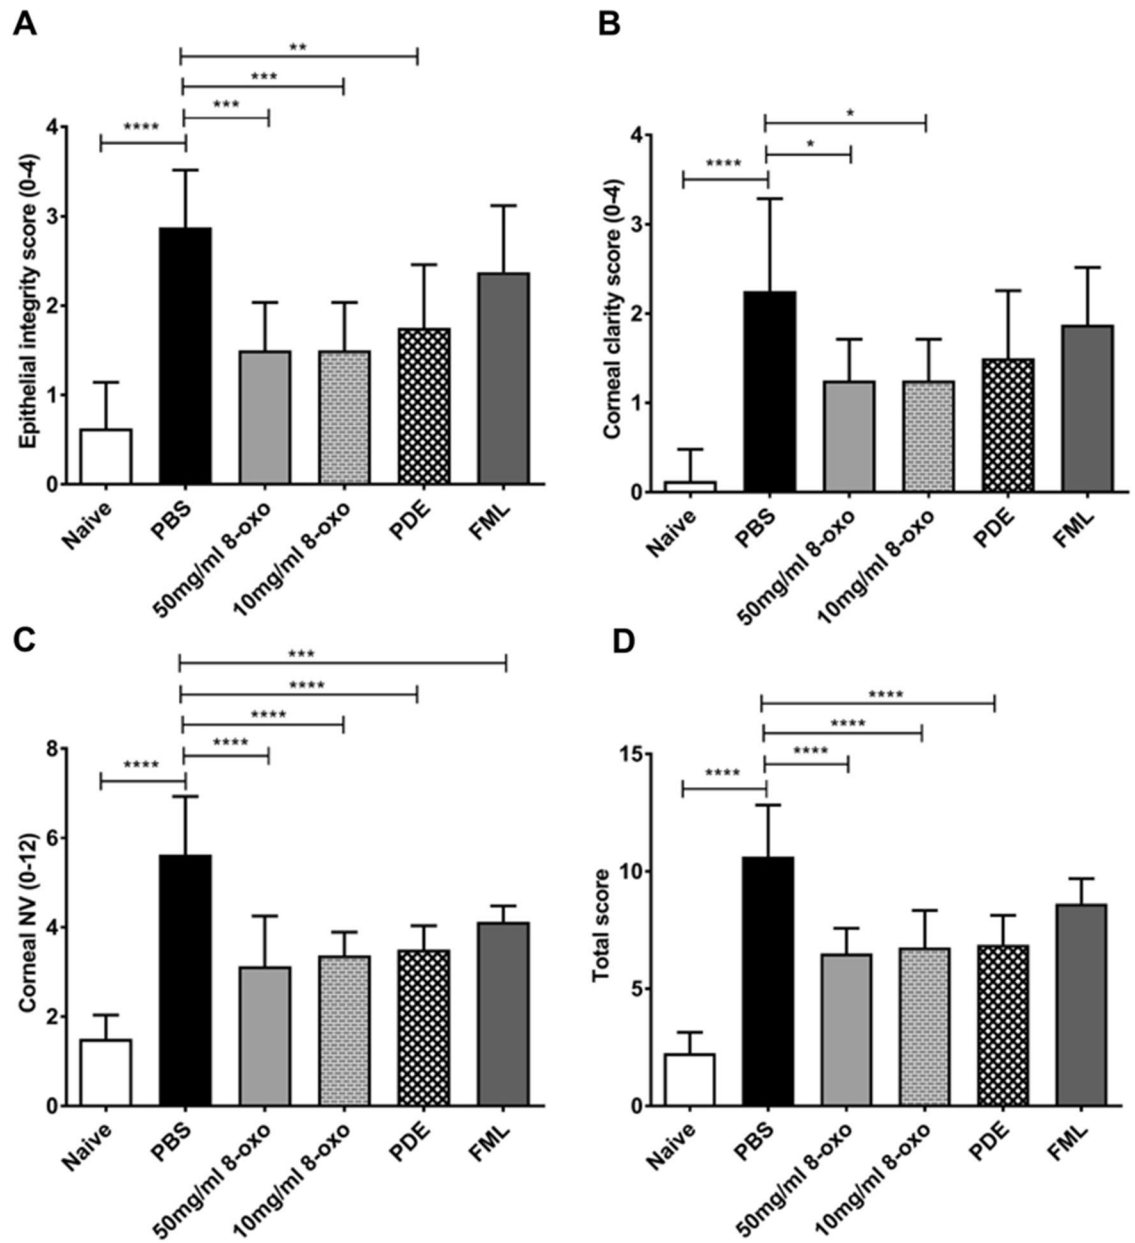 A
**
***
***
****
Epithelial integrity score (0-4)
4
3
2
1
0
Naive
PBS
50mg/ml 8-oxo
10mg/ml 8-oxo
PDE
FML
B
*
*
****
Corneal clarity score (0-4)
4
3
2
1
0
Naive
PBS
50mg/ml 8-oxo
10mg/ml 8-oxo
PDE
FML
C
***
****
****
****
****
Corneal NV (0-12)
8
6
4
2
0
Naive
PBS
50mg/ml 8-oxo
10mg/ml 8-oxo
PDE
FML
D
****
****
****
****
Total score
15
10
5
0
Naive
PBS
50mg/ml 8-oxo
10mg/ml 8-oxo
PDE
FML